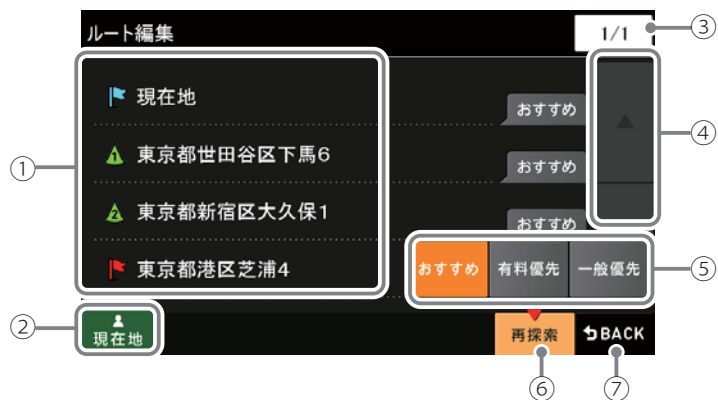 ルート編集
1/1
③
現在地
おすすめ
④
①
東京都世田谷区下馬6
おすすめ
東京都新宿区大久保1
おすすめ
東京都港区芝浦4
おすすめ 有料優先 一般優先
⑤
②
現在地
再探索
BACK
⑥
⑦